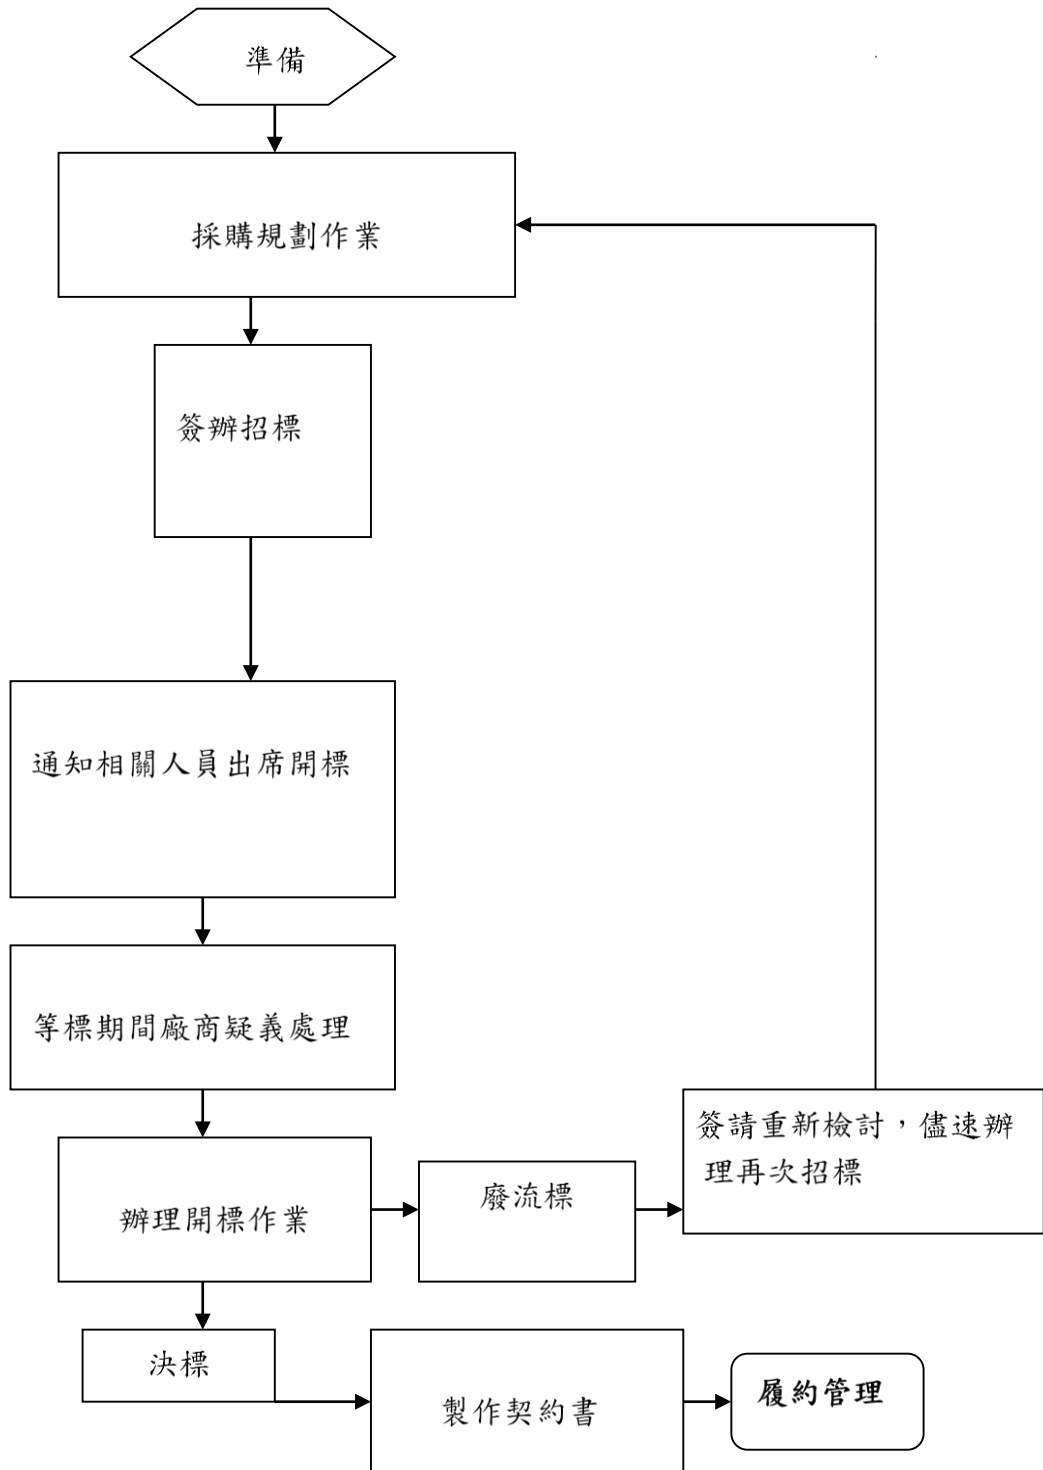 準備
採購規劃作業
簽辦招標
通知相關人員出席開標
等標期間廠商疑義處理
辦理開標作業
廢流標
簽請重新檢討，儘速辦
理再次招標
決標
製作契約書
履約管理